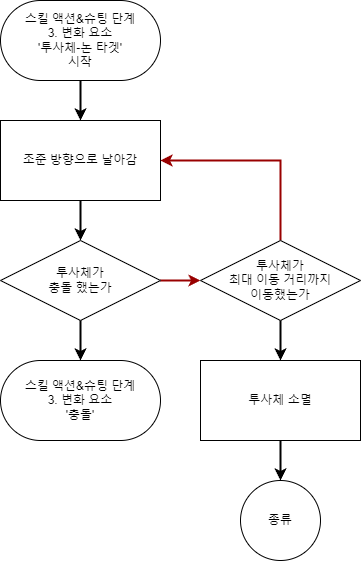 스킬 액션&슈팅 단계
3. 변화 요소
'투사체-논 타겟'
시작
조준 방향으로 날아감
투사체가
충돌 했는가
투사체가
최대 이동 거리까지
이동했는가
스킬 액션&슈팅 단계
3. 변화 요소
'충돌'
투사체 소멸
종류